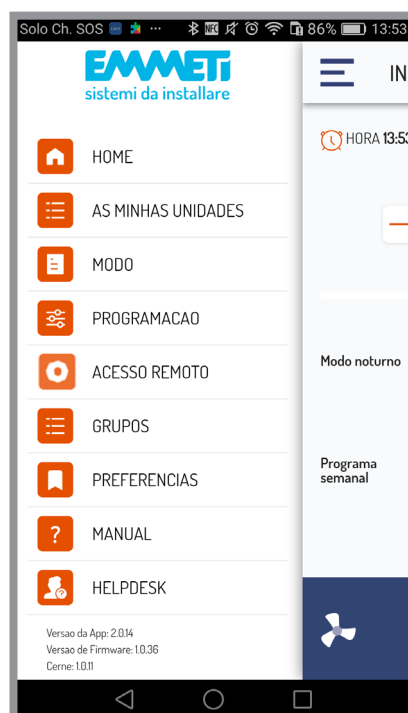 Solo Ch. SOS
86% 13:53
EMMETi
sistemi da installare
HOME
AS MINHAS UNIDADES
MODO
PROGRAMACAO
ACESSO REMOTO
GRUPOS
PREFERENCIAS
MANUAL
HELPDESK
Versao da App: 2.0.14
Versao de Firmware: 1.0.36
Cerne: 1.0.11
IN
HORA 13:53
Modo noturno
Programa
semanal